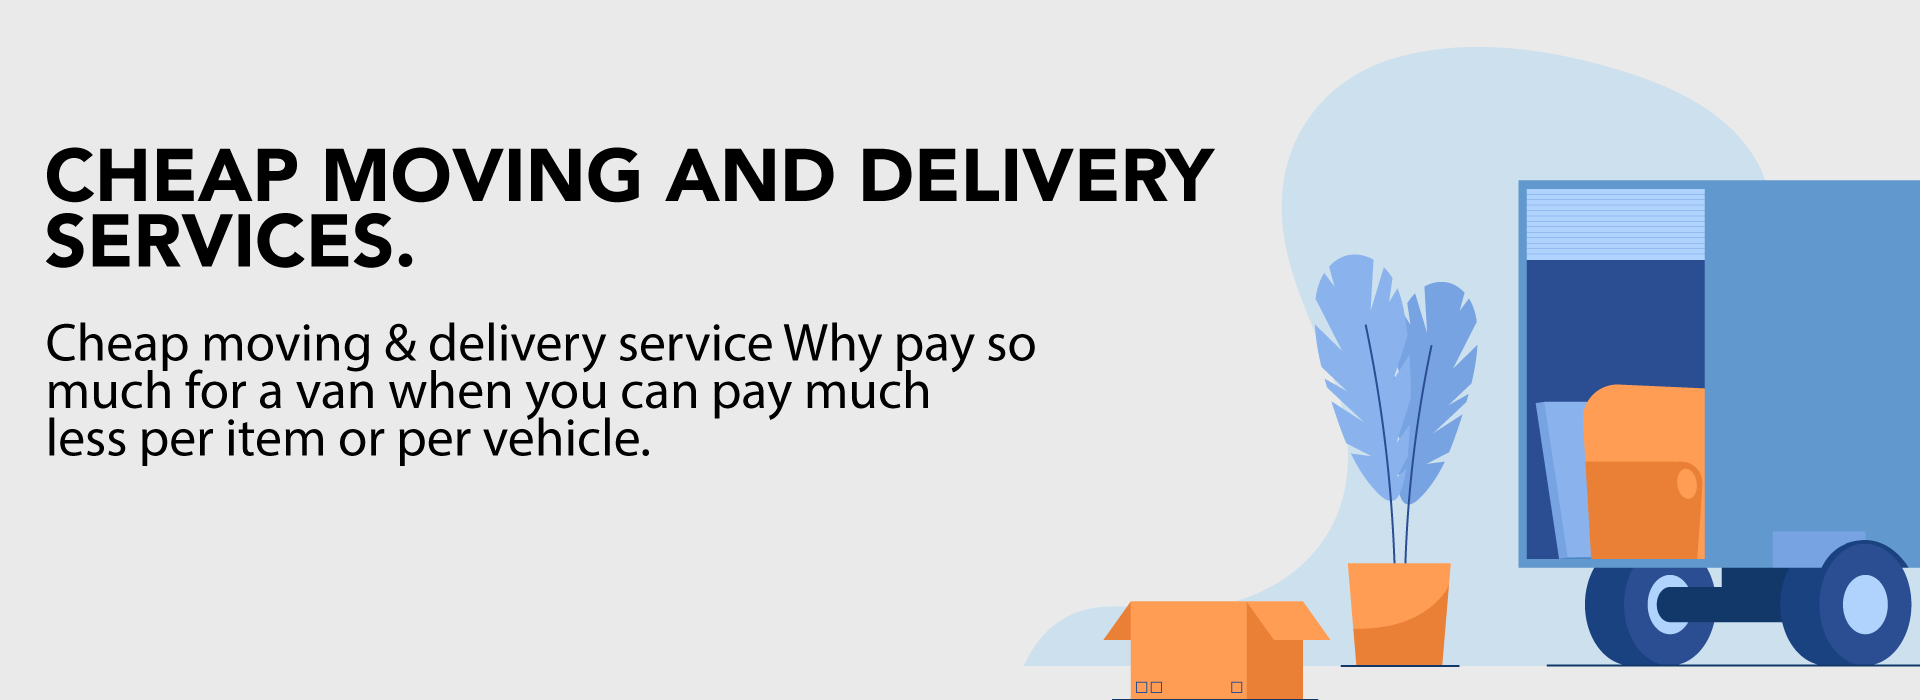 CHEAP MOVING AND DELIVERY
SERVICES.
Cheap moving & delivery service Why pay so
much for a van when you can pay much
less per item or per vehicle.